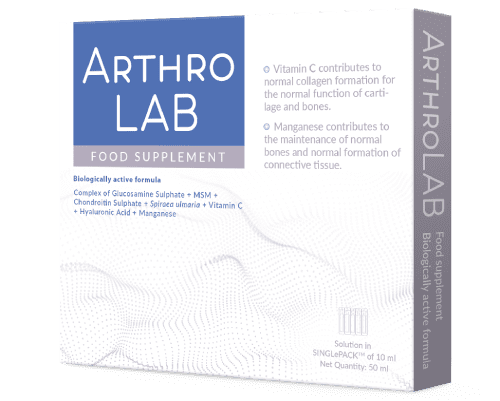 ARTHRO
LAB
FOOD SUPPLEMENT
Biologically active formula
Complex of Glucosamine Sulphate + MSM +
Chondroitin Sulphate + Spiraea ulmaria + Vitamin C
+ Hyaluronic Acid + Manganese
Vitamin C contributes to
normal collagen formation for
the normal function of carti-
lage and bones.
Manganese contributes to
the maintenance of normal
bones and normal formation of
connective tissue.
Solution in
SINGLePACK™ of 10 ml
Net Quantity: 50 ml
ARTHROLAB
Food supplement
Biologically active formula